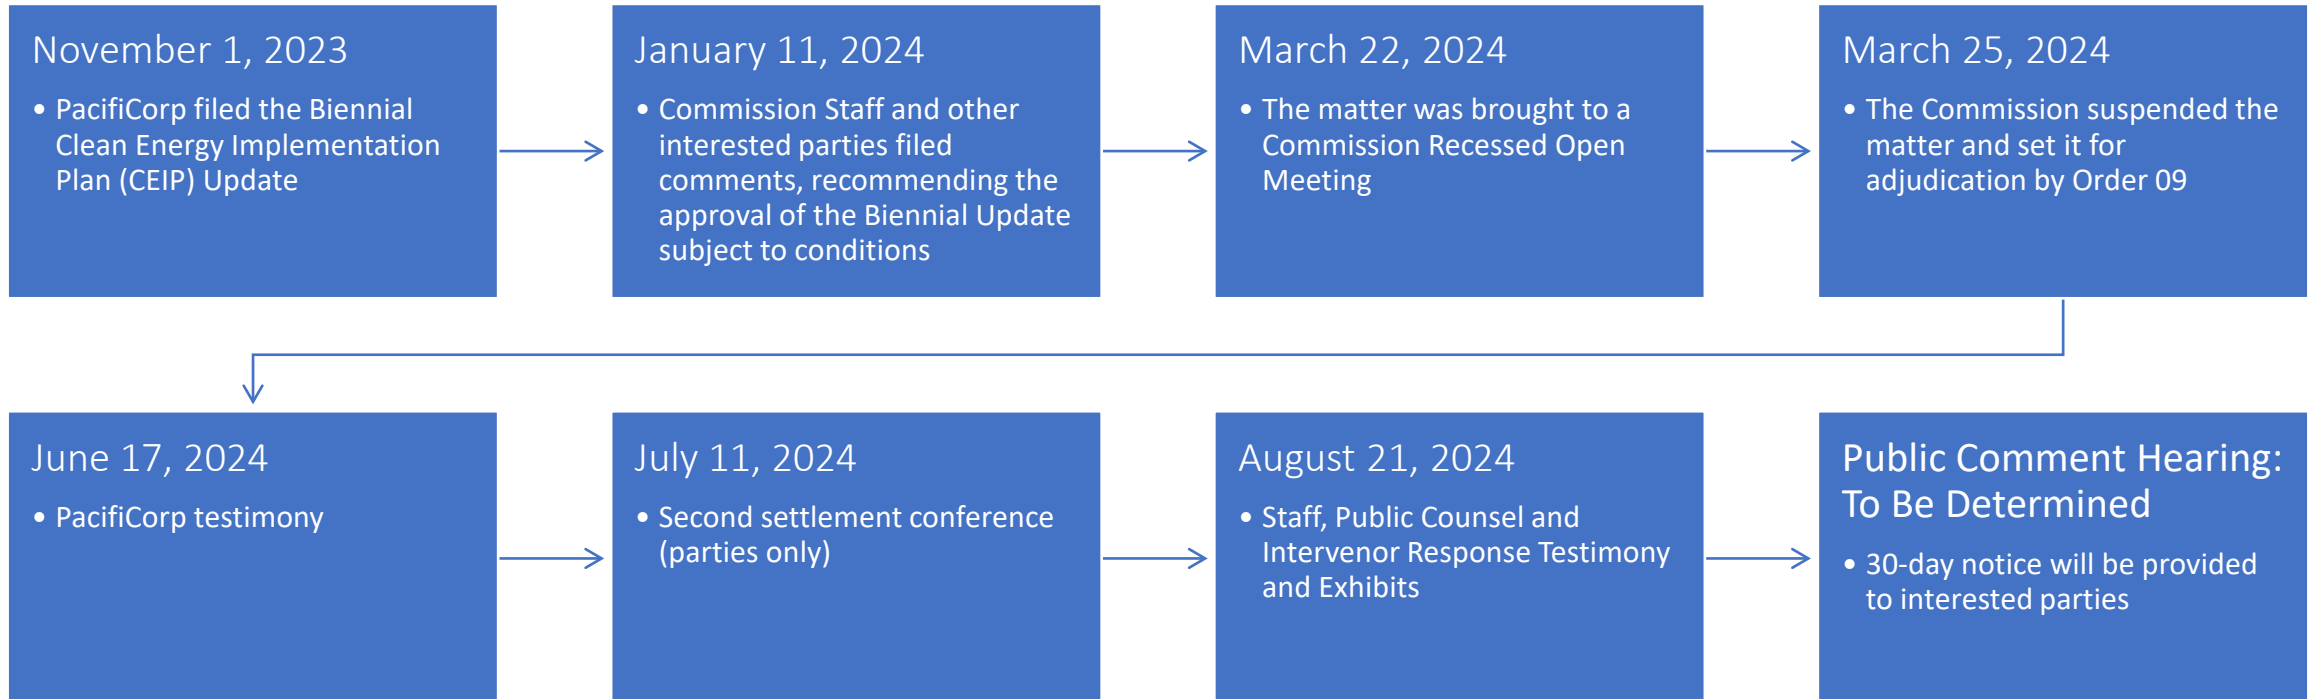 November 1, 2023
• PacifiCorp filed the Biennial
Clean Energy Implementation
Plan (CEIP) Update
January 11, 2024
• Commission Staff and other
interested parties filed
comments, recommending the
approval of the Biennial Update
subject to conditions
March 22, 2024
• The matter was brought to a
Commission Recessed Open
Meeting
March 25, 2024
• The Commission suspended the
matter and set it for
adjudication by Order 09
June 17, 2024
• PacifiCorp testimony
July 11, 2024
• Second settlement conference
(parties only)
August 21, 2024
• Staff, Public Counsel and
Intervenor Response Testimony
and Exhibits
Public Comment Hearing:
To Be Determined
• 30-day notice will be provided
to interested parties